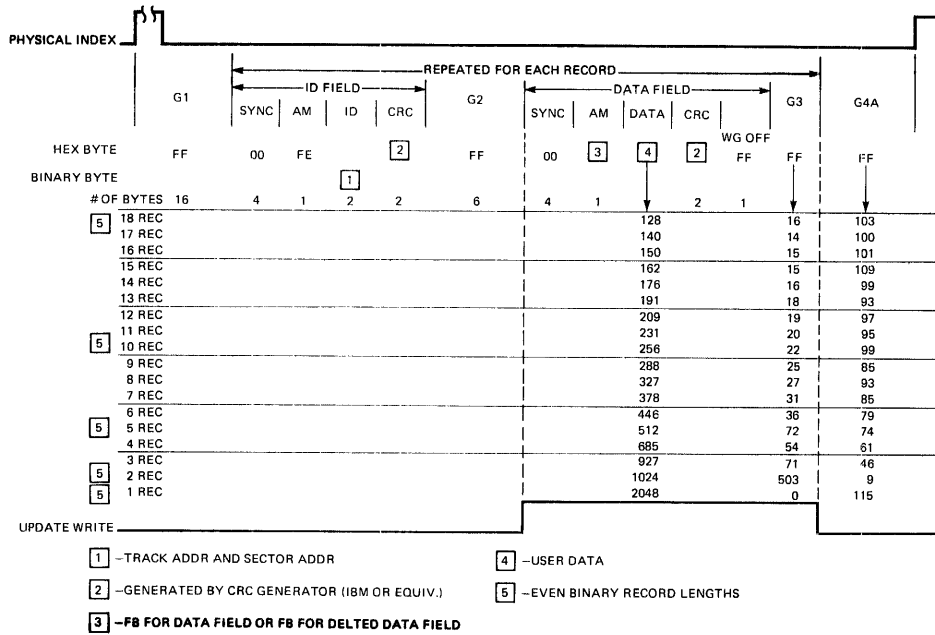 PHYSICAL INDEX
REPEATED FOR EACH RECORD
ID FIELD DATA FIELD
G1 SYNC AM ID CRC G2 SYNC AM DATA CRC G3 G4A
WG OFF
HEX BYTE FF 00 FE 2 FF 00 3 4 2 FF FF FF
BINARY BYTE 1
# OF BYTES 16 4 1 2 2 6 4 1 2 1
5 18 REC 128 16 103
17 REC 140 14 100
16 REC 150 15 101
15 REC 162 15 109
14 REC 176 16 99
13 REC 191 18 93
12 REC 209 19 97
11 REC 231 20 95
5 10 REC 256 22 99
9 REC 288 25 85
8 REC 327 27 93
7 REC 378 31 85
6 REC 446 36 79
5 5 REC 512 72 74
4 REC 685 54 61
3 REC 927 71 46
5 2 REC 1024 503 9
5 1 REC 2048 0 115
UPDATE WRITE
1 –TRACK ADDR AND SECTOR ADDR
4 –USER DATA
2 –GENERATED BY CRC GENERATOR (IBM OR EQUIV.)
5 –EVEN BINARY RECORD LENGTHS
3 –FB FOR DATA FIELD OR F8 FOR DELTED DATA FIELD